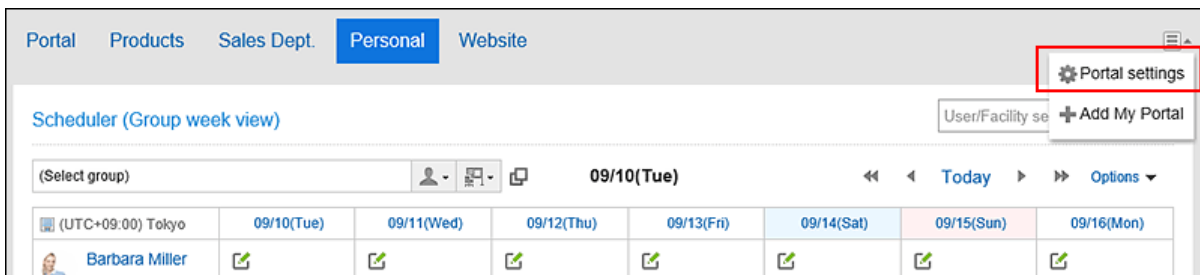 Portal Products Sales Dept. Personal Website
Portal settings
Add My Portal
Scheduler (Group week view)
User/Facility se
(Select group) 09/10(Tue) Today Options
(UTC+09:00) Tokyo 09/10(Tue) 09/11(Wed) 09/12(Thu) 09/13(Fri) 09/14(Sat) 09/15(Sun) 09/16(Mon)
Barbara Miller